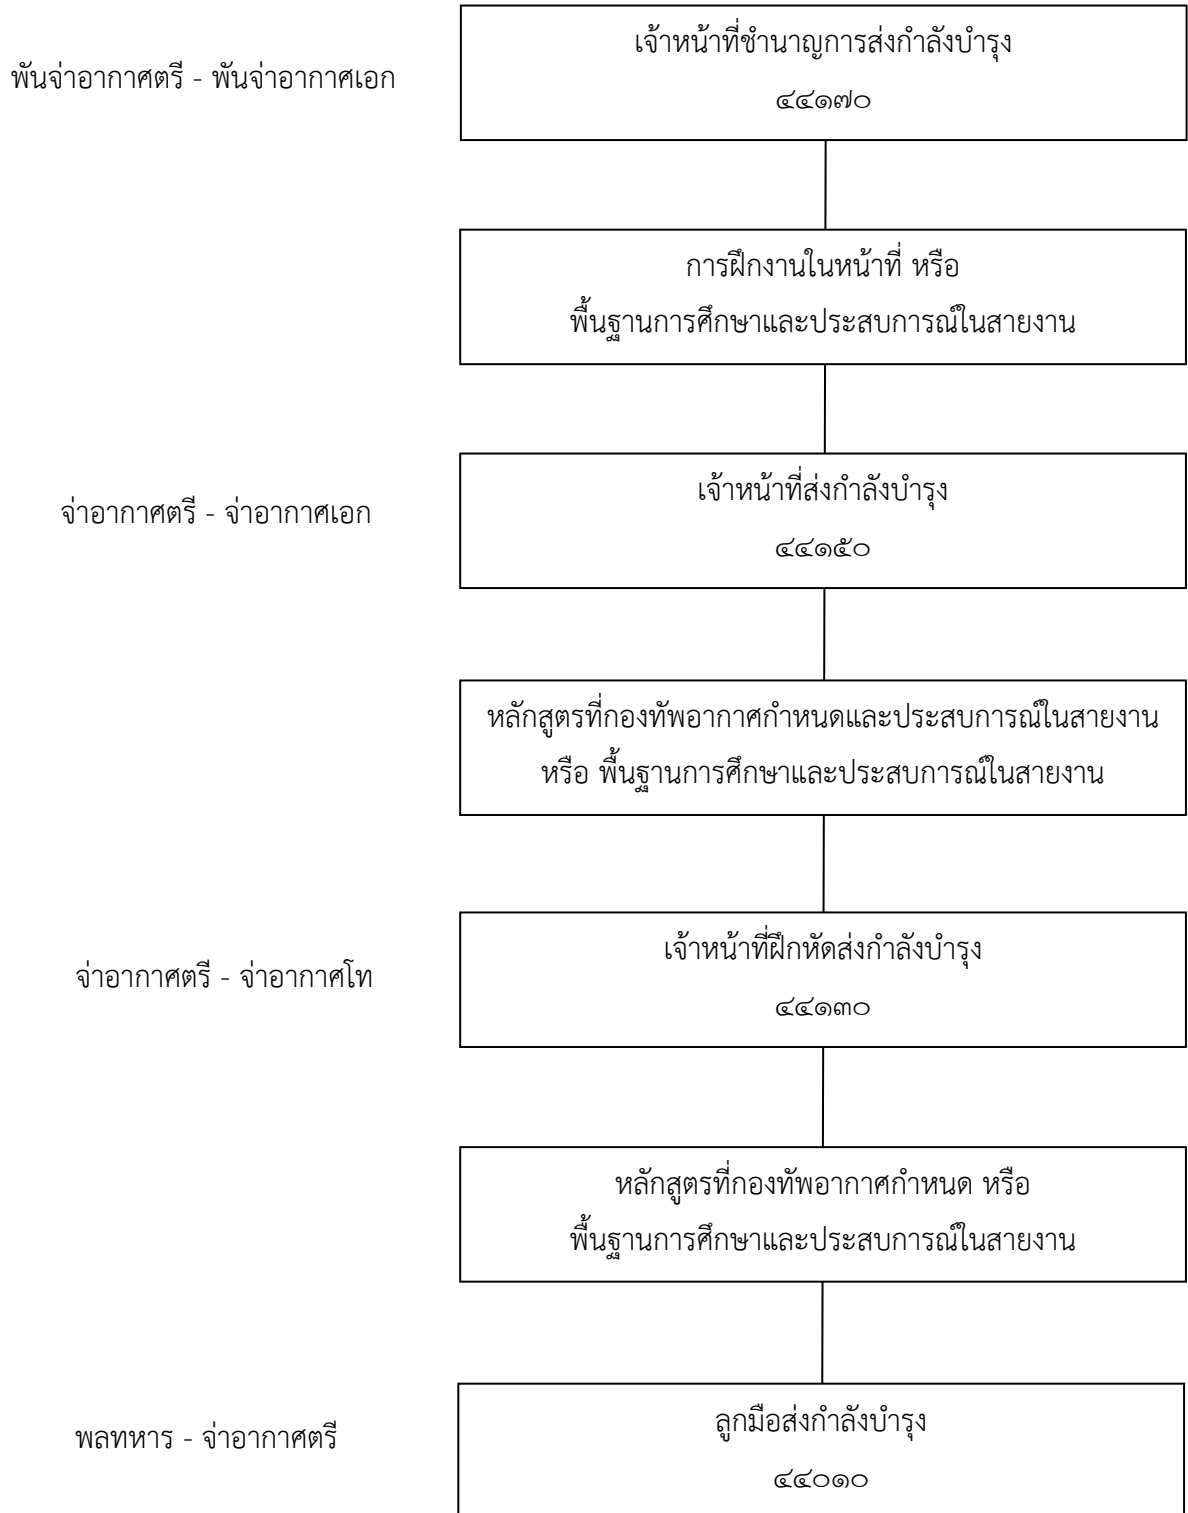 เจ้าหน้าที่ชำนาญการส่งกำลังบำรุง
พันจ่าอากาศตรี - พันจ่าอากาศเอก
๔๔๑๗๐
การฝึกงานในหน้าที่ หรือ
พื้นฐานการศึกษาและประสบการณ์ในสายงาน
เจ้าหน้าที่ส่งกำลังบำรุง
จ่าอากาศตรี - จ่าอากาศเอก
๔๔๑๕๐
หลักสูตรที่กองทัพอากาศกำหนดและประสบการณ์ในสายงาน
หรือ พื้นฐานการศึกษาและประสบการณ์ในสายงาน
เจ้าหน้าที่ฝึกหัดส่งกำลังบำรุง
จ่าอากาศตรี - จ่าอากาศโท
๔๔๑๓๐
หลักสูตรที่กองทัพอากาศกำหนด หรือ
พื้นฐานการศึกษาและประสบการณ์ในสายงาน
ลูกมือส่งกำลังบำรุง
พลทหาร - จ่าอากาศตรี
๔๔๐๑๐